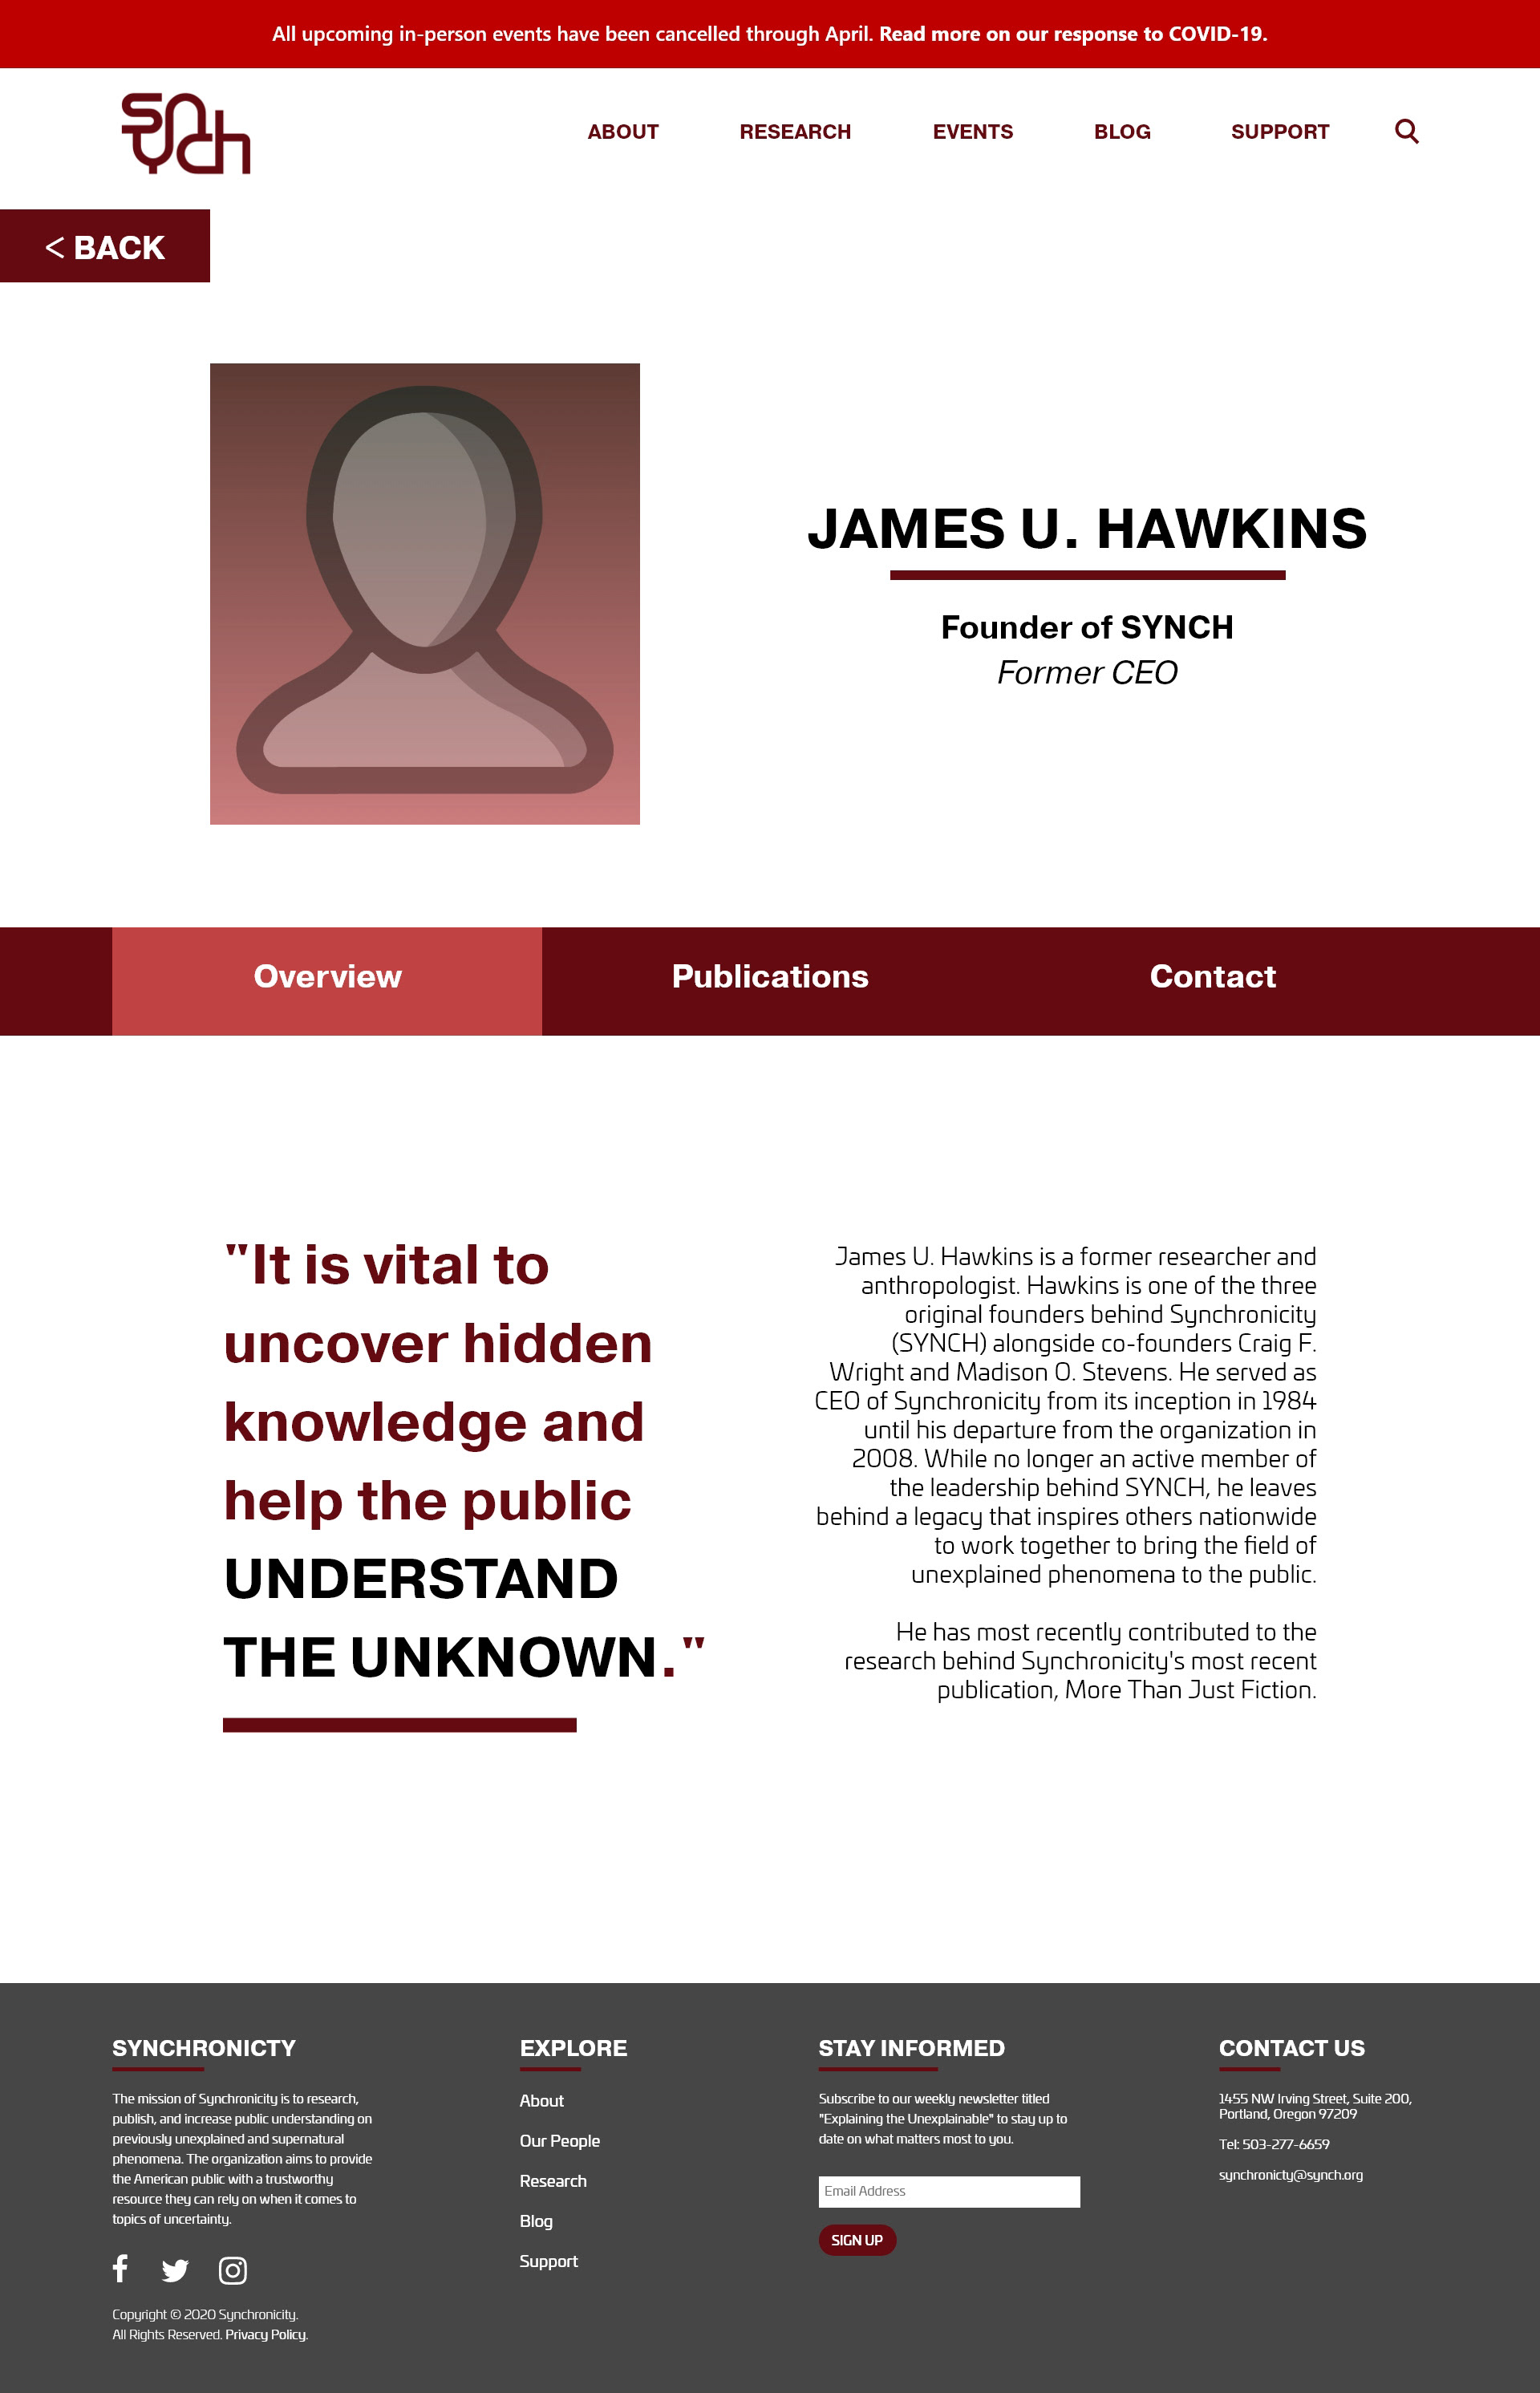 All upcoming in-person events have been cancelled through April. Read more on our response to COVID-19.
synch
ABOUT RESEARCH EVENTS BLOG SUPPORT
< BACK
JAMES U. HAWKINS
Founder of SYNCH
Former CEO
Overview Publications Contact
"It is vital to
uncover hidden
knowledge and
help the public
UNDERSTAND
THE UNKNOWN."
James U. Hawkins is a former researcher and
anthropologist. Hawkins is one of the three
original founders behind Synchronicity
(SYNCH) alongside co-founders Craig F.
Wright and Madison O. Stevens. He served as
CEO of Synchronicity from its inception in 1984
until his departure from the organization in
2008. While no longer an active member of
the leadership behind SYNCH, he leaves
behind a legacy that inspires others nationwide
to work together to bring the field of
unexplained phenomena to the public.
He has most recently contributed to the
research behind Synchronicity's most recent
publication, More Than Just Fiction.
SYNCHRONICTY
The mission of Synchronicity is to research,
publish, and increase public understanding on
previously unexplained and supernatural
phenomena. The organization aims to provide
the American public with a trustworthy
resource they can rely on when it comes to
topics of uncertainty.
Copyright © 2020 Synchronicity.
All Rights Reserved. Privacy Policy.
EXPLORE
About
Our People
Research
Blog
Support
STAY INFORMED
Subscribe to our weekly newsletter titled
"Explaining the Unexplainable" to stay up to
date on what matters most to you.
Email Address
SIGN UP
CONTACT US
1455 NW Irving Street, Suite 200,
Portland, Oregon 97209
Tel: 503-277-6659
synchronicty@synch.org